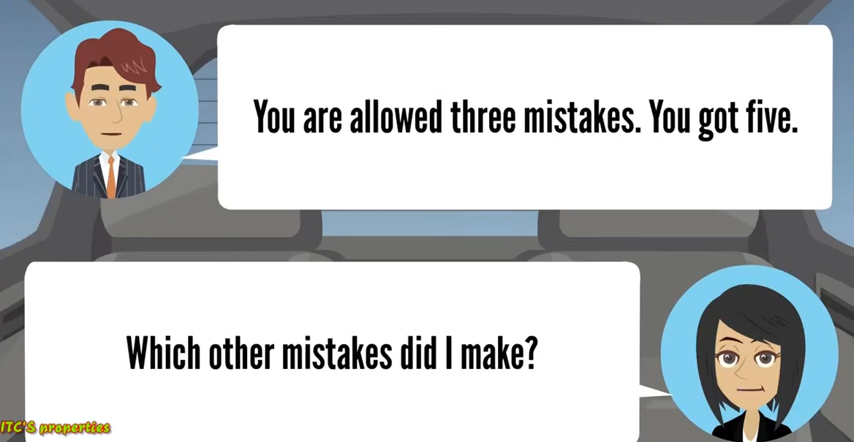 You are allowed three mistakes. You got five.
Which other mistakes did I make?
ITC'S properties